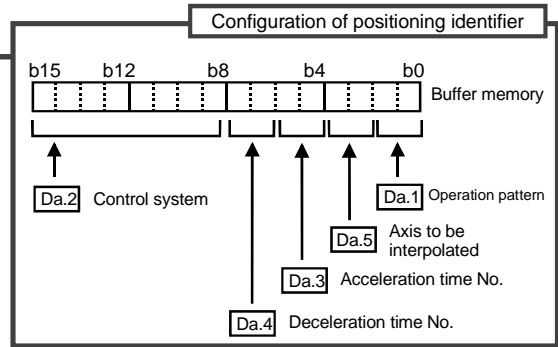 Configuration of positioning identifier
b15 b12 b8 b4 b0
Buffer memory
Da.2 Control system
Da.1 Operation pattern
Da.5 Axis to be
interpolated
Da.3 Acceleration time No.
Da.4 Deceleration time No.